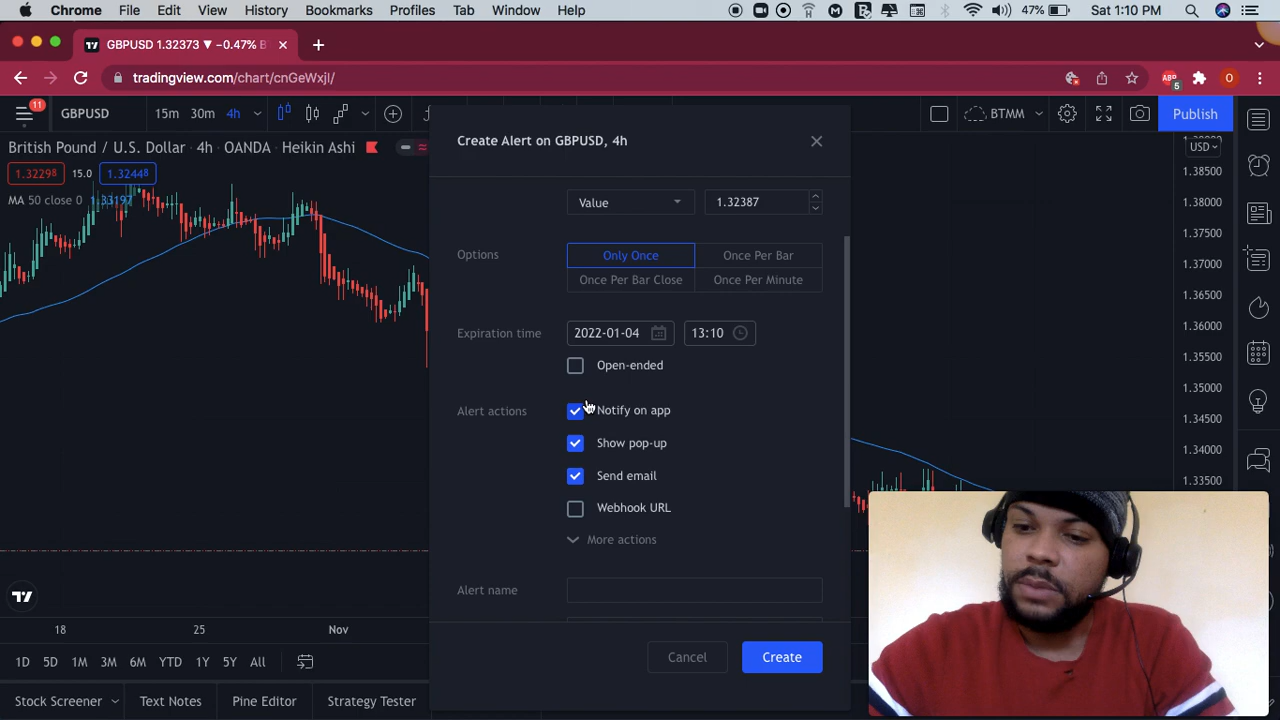 Chrome File Edit View History Bookmarks Profiles Tab Window Help 47% Sat 1:10 PM
GBPUSD 1.32373 ▼ −0.47%
tradingview.com/chart/cnGeWxjl/ ABP 5 O
11 GBPUSD 15m 30m 4h BTMM Publish
Create Alert on GBPUSD, 4h
British Pound / U.S. Dollar · 4h · OANDA · Heikin Ashi
USD
1.32298 15.0 1.32448
1.38500
MA 50 close 0 1.33197
Value 1.32387
1.38000
1.37500
Options Only Once Once Per Bar
1.37000
Once Per Bar Close Once Per Minute
1.36500
1.36000
Expiration time 2022-01-04 13:10
1.35500
Open-ended
1.35000
Alert actions Notify on app
1.34500
Show pop-up
1.34000
Send email
1.33500
Webhook URL
More actions
Alert name
18 25 Nov
Cancel Create
1D 5D 1M 3M 6M YTD 1Y 5Y All
Stock Screener Text Notes Pine Editor Strategy Tester